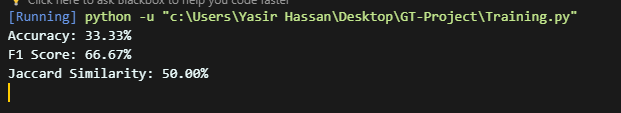 Click here to ask Blackbox to help you code faster
[Running] python -u "c:\Users\Yasir Hassan\Desktop\GT-Project\Training.py"
Accuracy: 33.33%
F1 Score: 66.67%
Jaccard Similarity: 50.00%